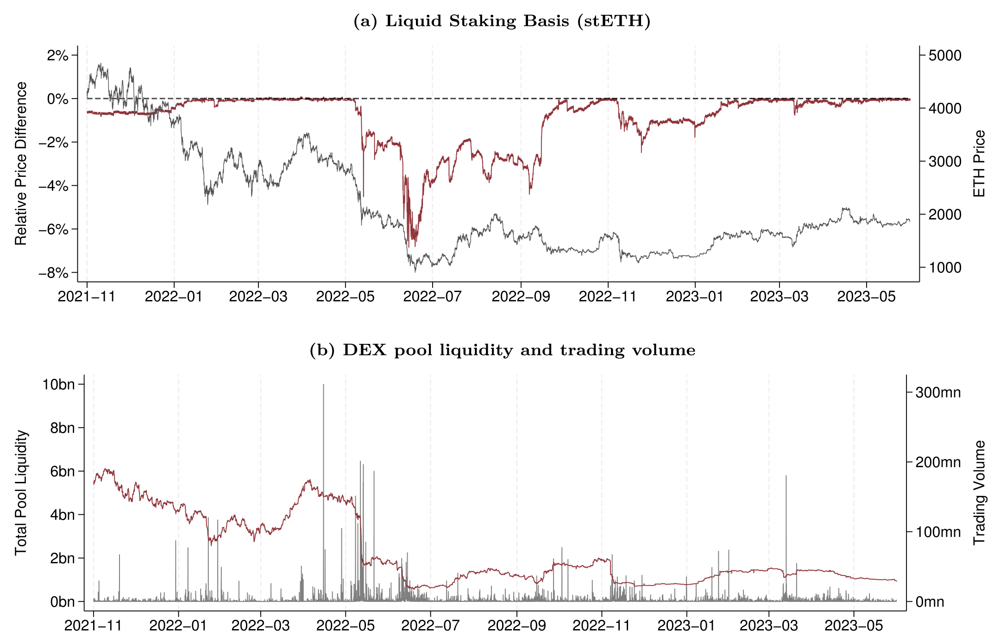 (a) Liquid Staking Basis (stETH)
Relative Price Difference
2%
0%
−2%
−4%
−6%
−8%
5000
4000
3000
2000
1000
ETH Price
2021−11 2022−01 2022−03 2022−05 2022−07 2022−09 2022−11 2023−01 2023−03 2023−05
(b) DEX pool liquidity and trading volume
Total Pool Liquidity
10bn
8bn
6bn
4bn
2bn
0bn
300mn
200mn
100mn
0mn
Trading Volume
2021−11 2022−01 2022−03 2022−05 2022−07 2022−09 2022−11 2023−01 2023−03 2023−05